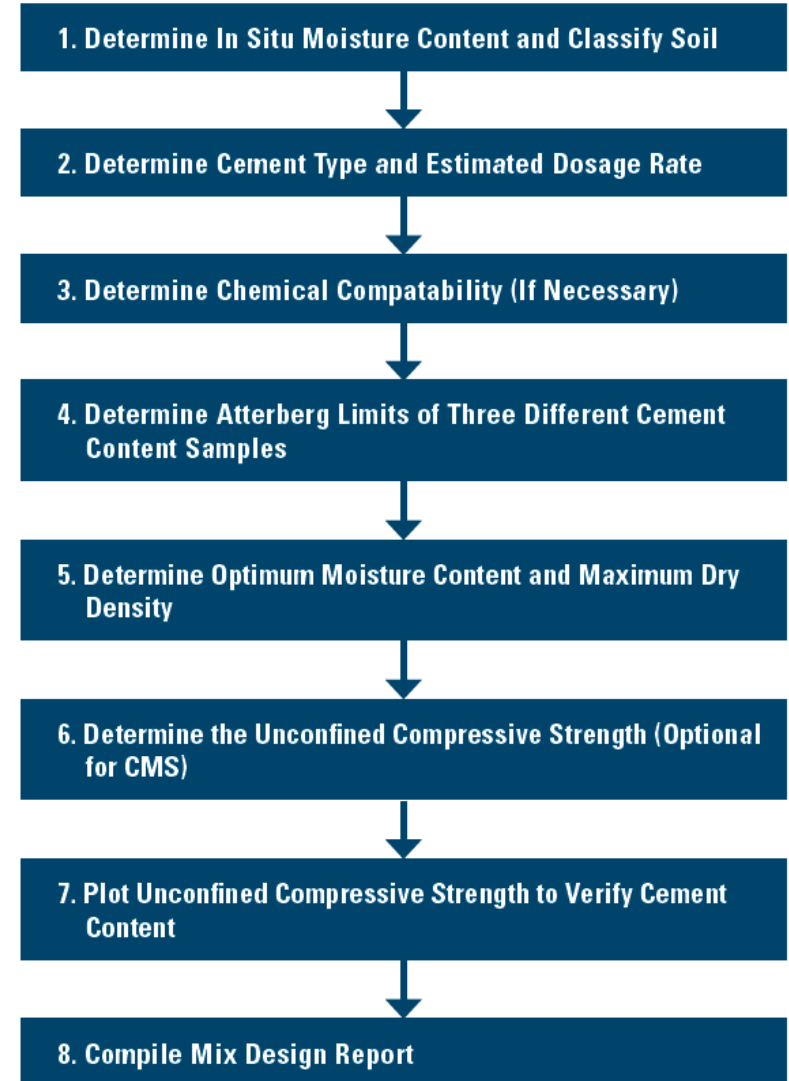 1. Determine In Situ Moisture Content and Classify Soil
2. Determine Cement Type and Estimated Dosage Rate
3. Determine Chemical Compatability (If Necessary)
4. Determine Atterberg Limits of Three Different Cement
Content Samples
5. Determine Optimum Moisture Content and Maximum Dry
Density
6. Determine the Unconfined Compressive Strength (Optional
for CMS)
7. Plot Unconfined Compressive Strength to Verify Cement
Content
8. Compile Mix Design Report